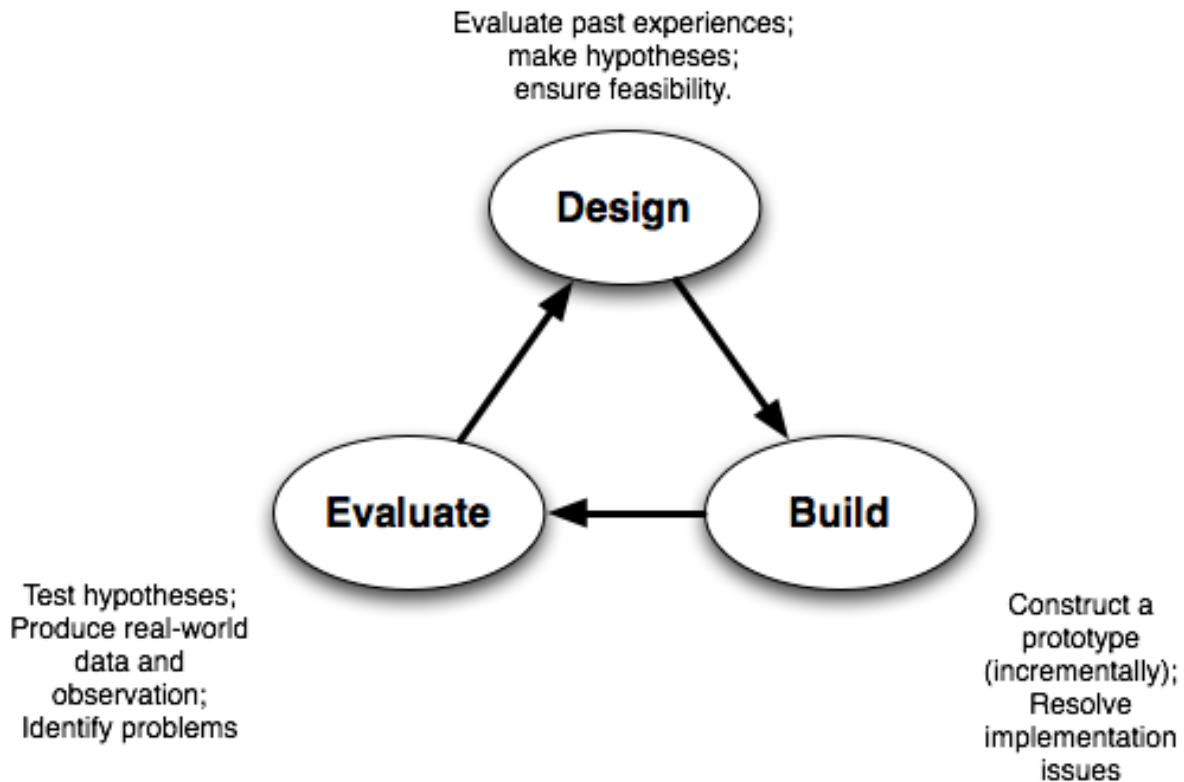 Evaluate past experiences;
make hypotheses;
ensure feasibility.
Design
Evaluate
Build
Test hypotheses;
Produce real-world
data and
observation;
Identify problems
Construct a
prototype
(incrementally);
Resolve
implementation
issues